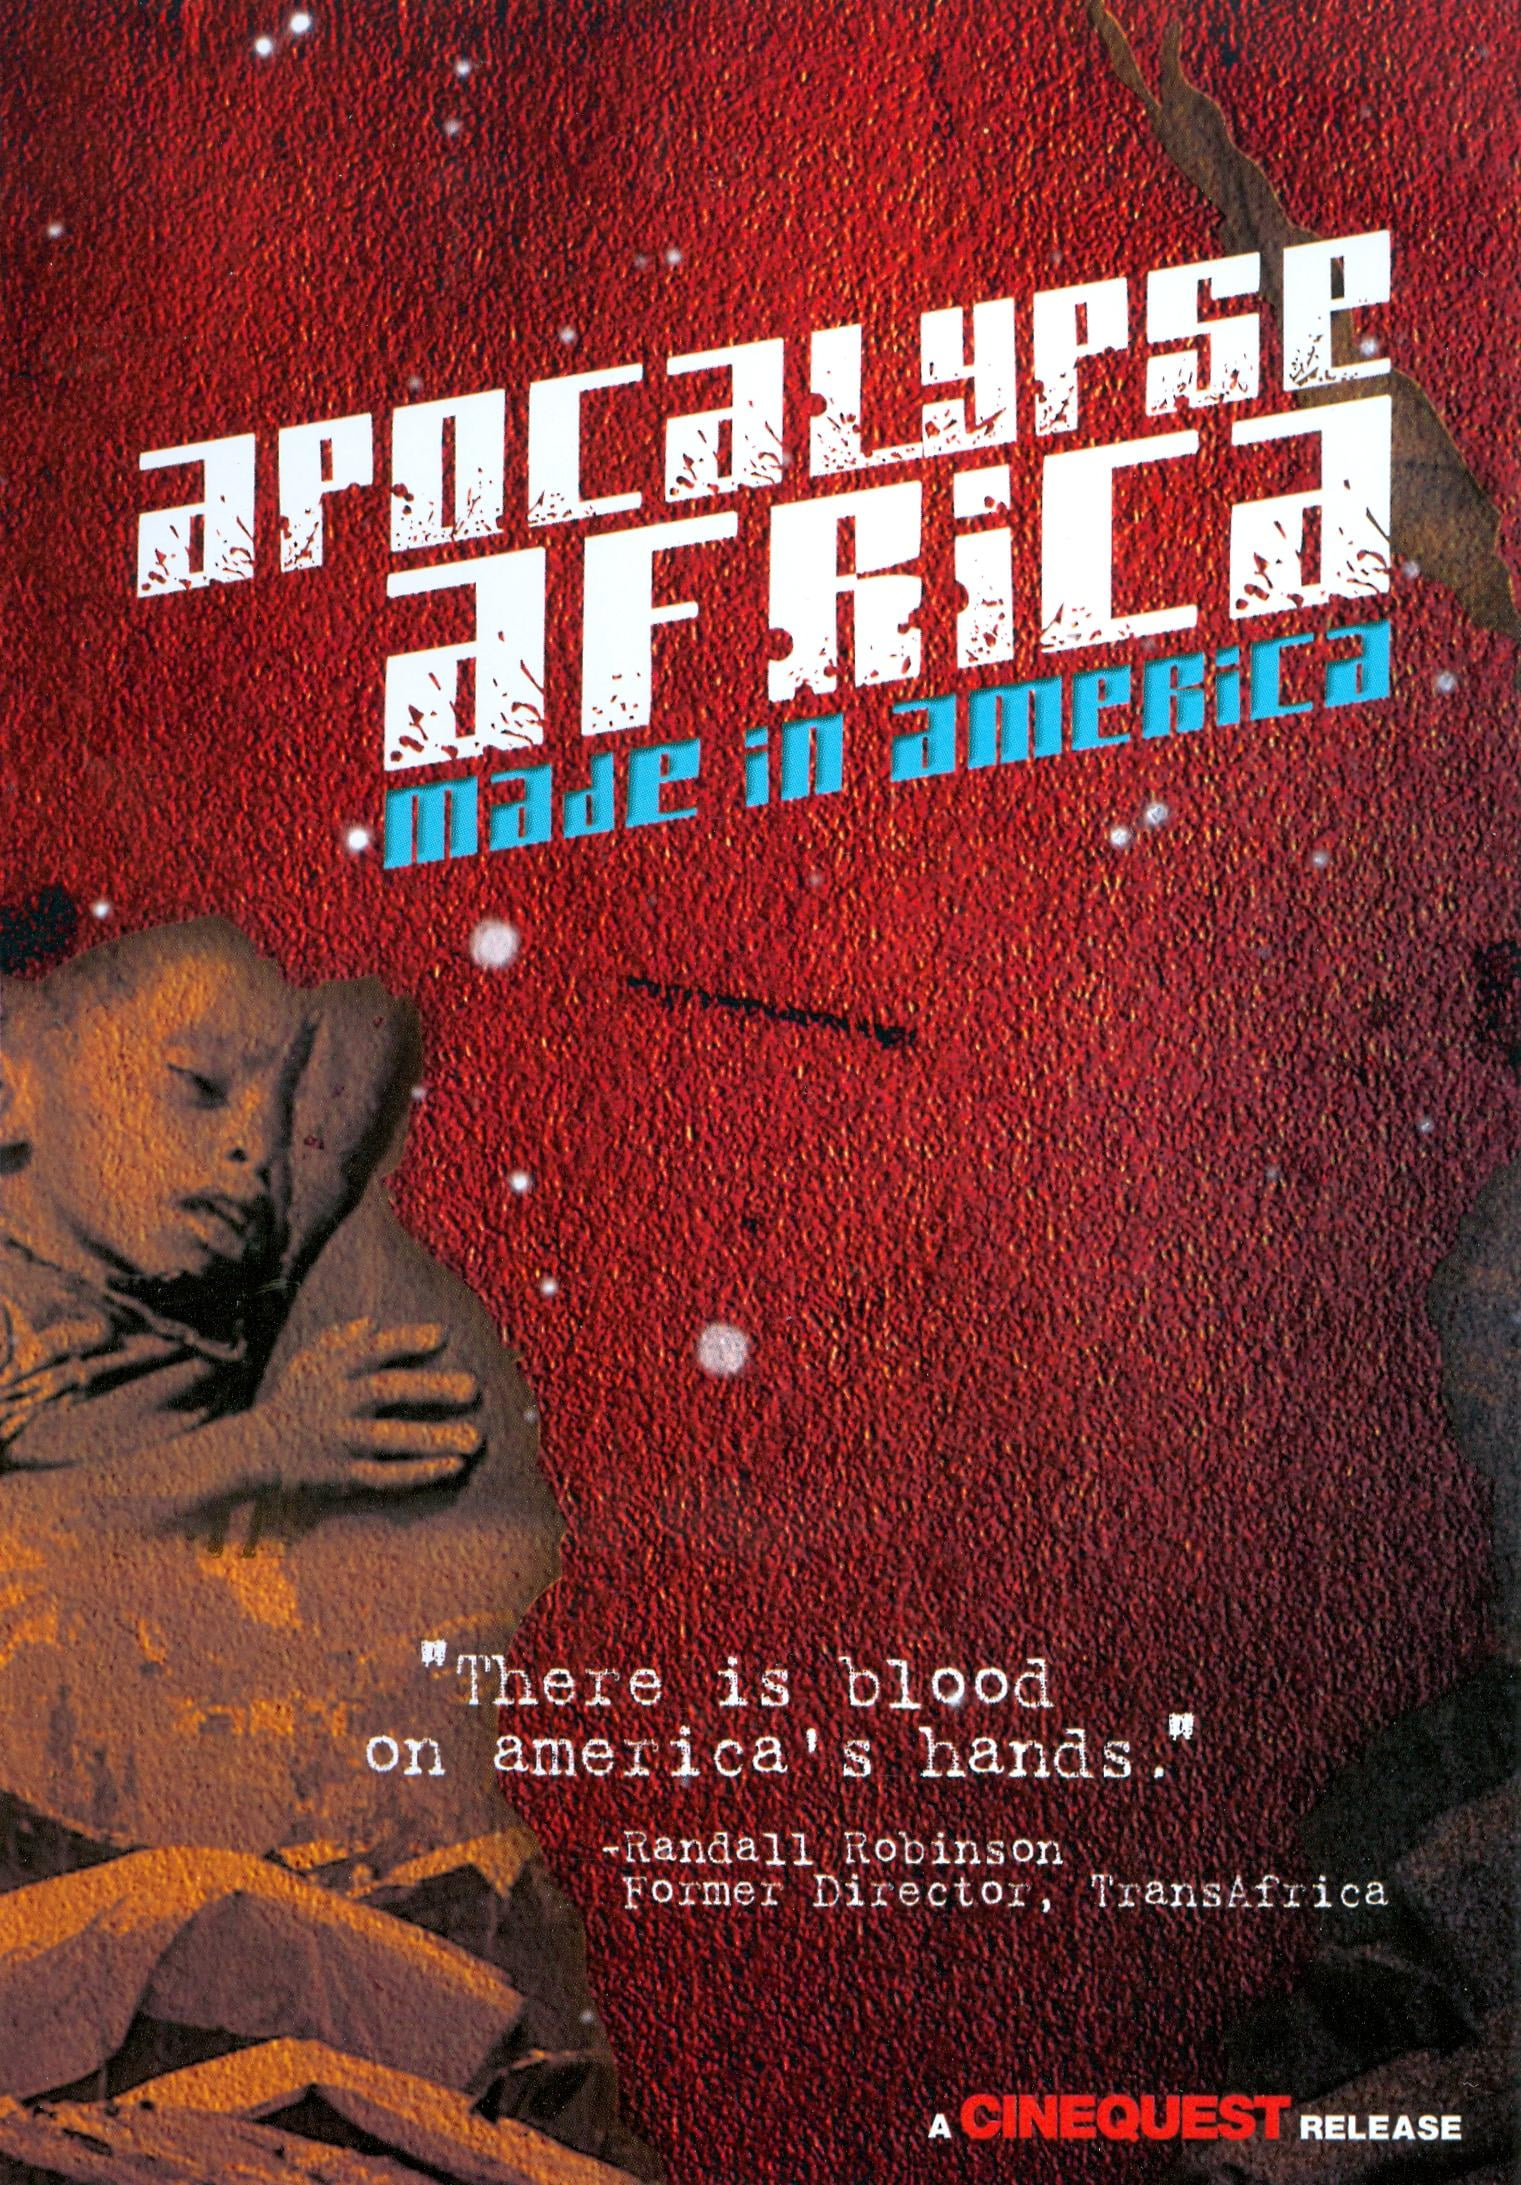 apocalypse
africa
made in america
"There is blood
on america's hands."
-Randall Robinson
Former Director, TransAfrica
A CINEQUEST RELEASE